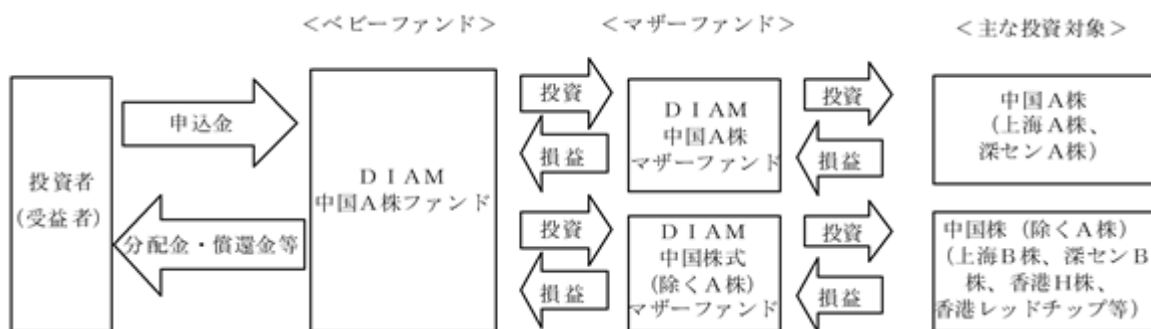 ＜ベビーファンド＞
＜マザーファンド＞
＜主な投資対象＞
投資者
(受益者)
申込金
分配金・償還金等
ＤＩＡＭ
中国Ａ株ファンド
投資
損益
投資
損益
ＤＩＡＭ
中国Ａ株
マザーファンド
ＤＩＡＭ
中国株式
(除くＡ株)
マザーファンド
投資
損益
投資
損益
中国Ａ株
（上海Ａ株、
深センＡ株）
中国株（除くＡ株）
（上海Ｂ株、深センＢ
株、香港Ｈ株、
香港レッドチップ等）